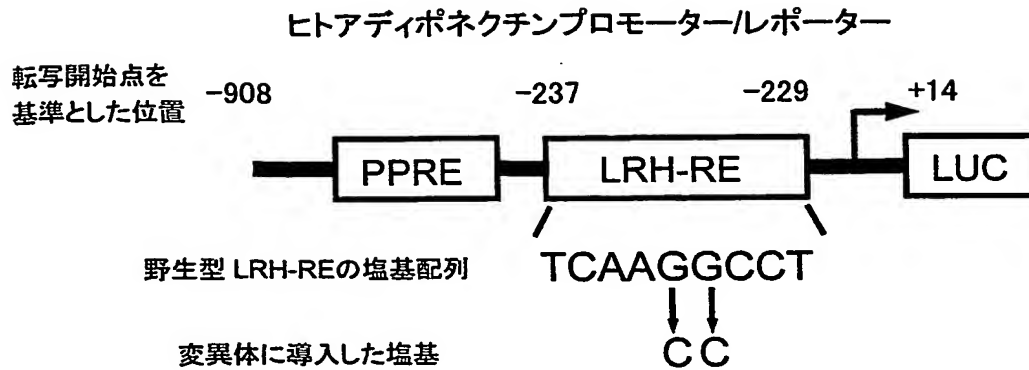 ヒトアディポネクチンプロモーター/レポーター
転写開始点を
基準とした位置
-908 -237 -229 +14
PPRE LRH-RE LUC
野生型 LRH-REの塩基配列 TCAAGGCCT
変異体に導入した塩基 CC